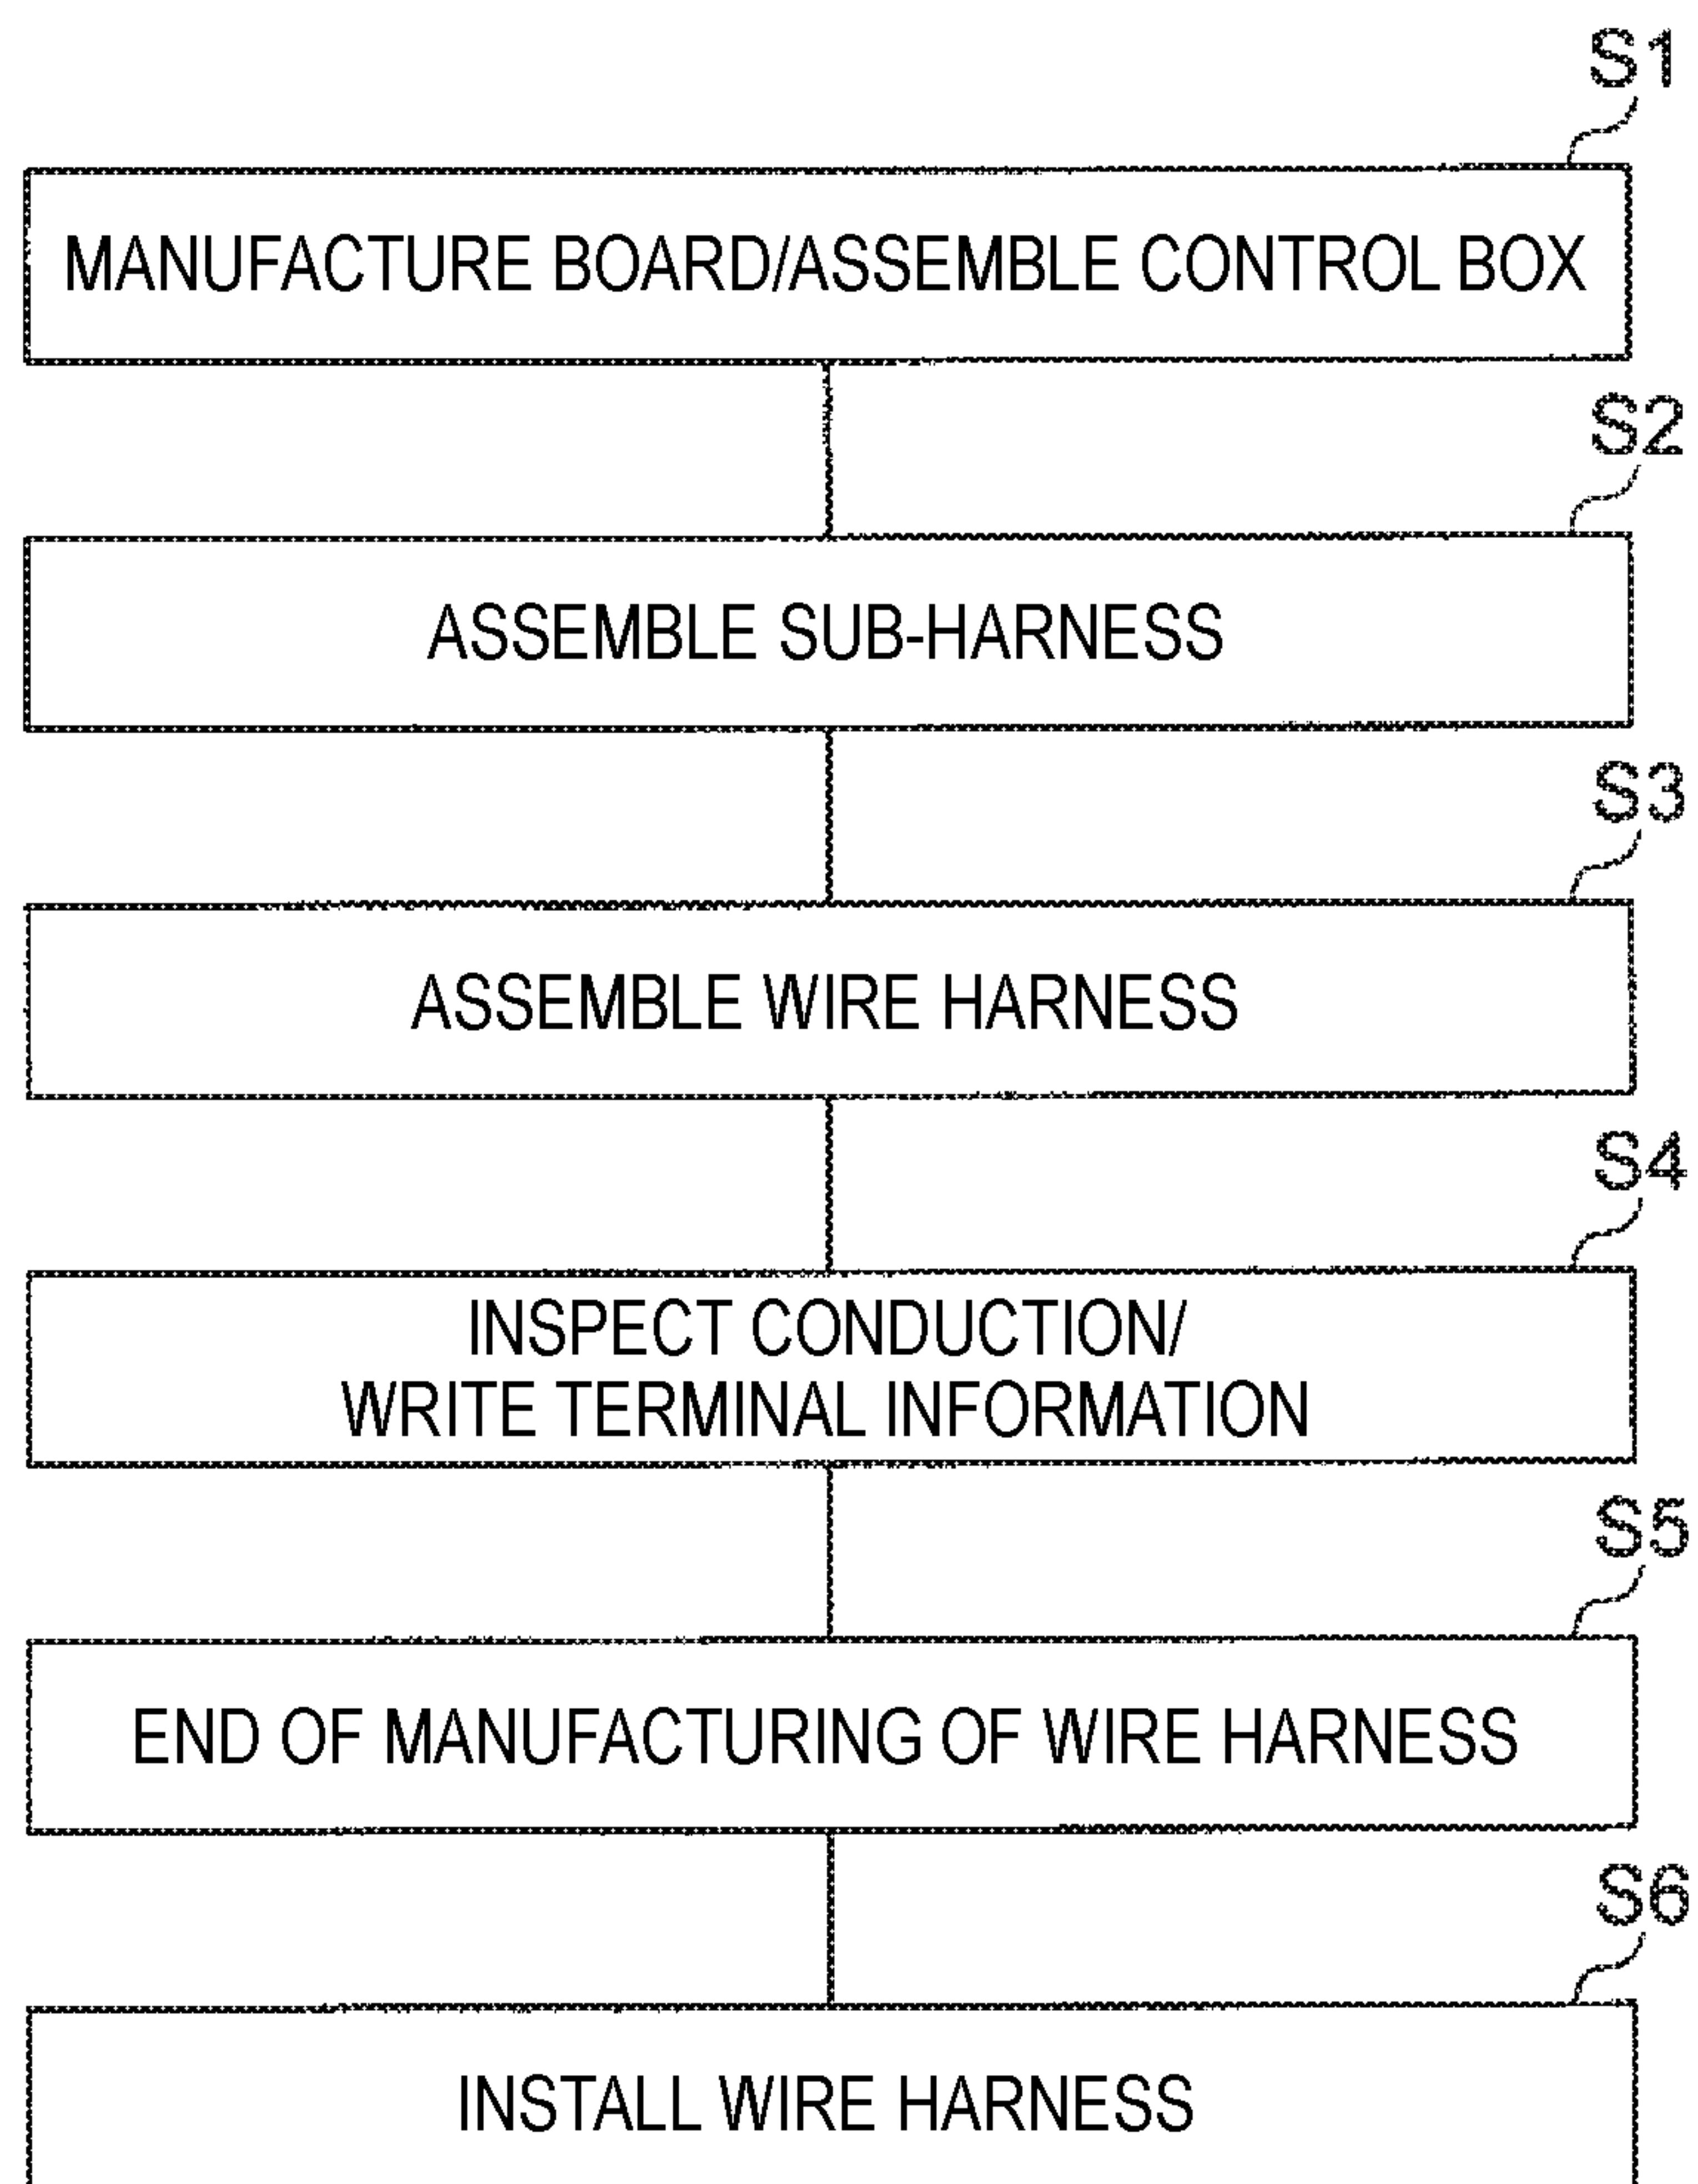 S1
MANUFACTURE BOARD/ASSEMBLE CONTROL BOX
S2
ASSEMBLE SUB-HARNESS
S3
ASSEMBLE WIRE HARNESS
S4
INSPECT CONDUCTION/
WRITE TERMINAL INFORMATION
S5
END OF MANUFACTURING OF WIRE HARNESS
S6
INSTALL WIRE HARNESS